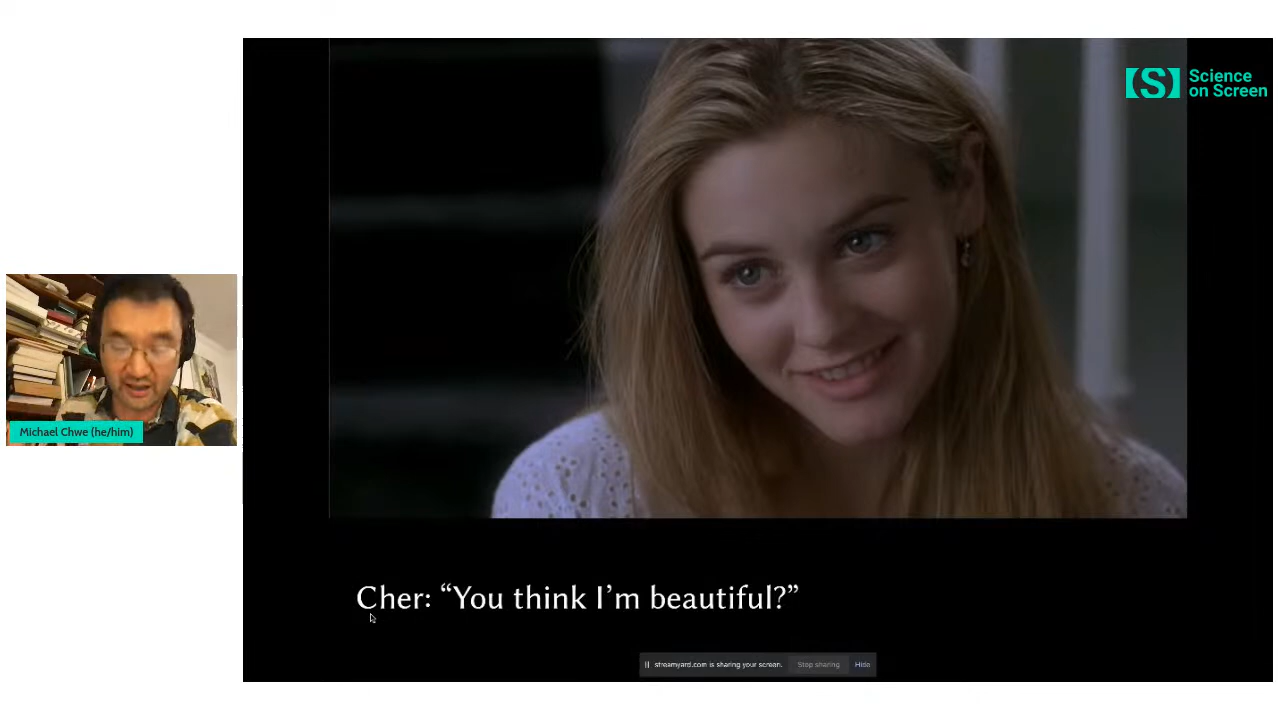 (S) Science
on Screen
Michael Chwe (he/him)
Cher: “You think I’m beautiful?”
streamyard.com is sharing your screen. Stop sharing Hide